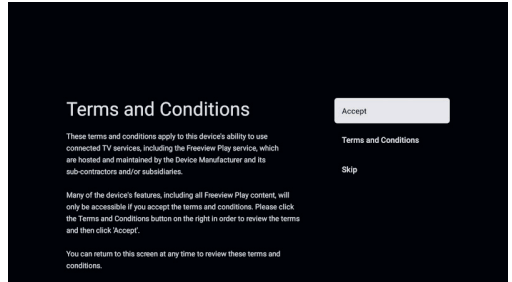 Terms and Conditions
These terms and conditions apply to this device's ability to use
connected TV services, including the Freeview Play service, which
are hosted and maintained by the Device Manufacturer and its
sub-contractors and/or subsidiaries.
Many of the device's features, including all Freeview Play content, will
only be accessible if you accept the terms and conditions. Please click
the Terms and Conditions button on the right in order to review the terms
and then click 'Accept'.
You can return to this screen at any time to review these terms and
conditions.
Accept
Terms and Conditions
Skip